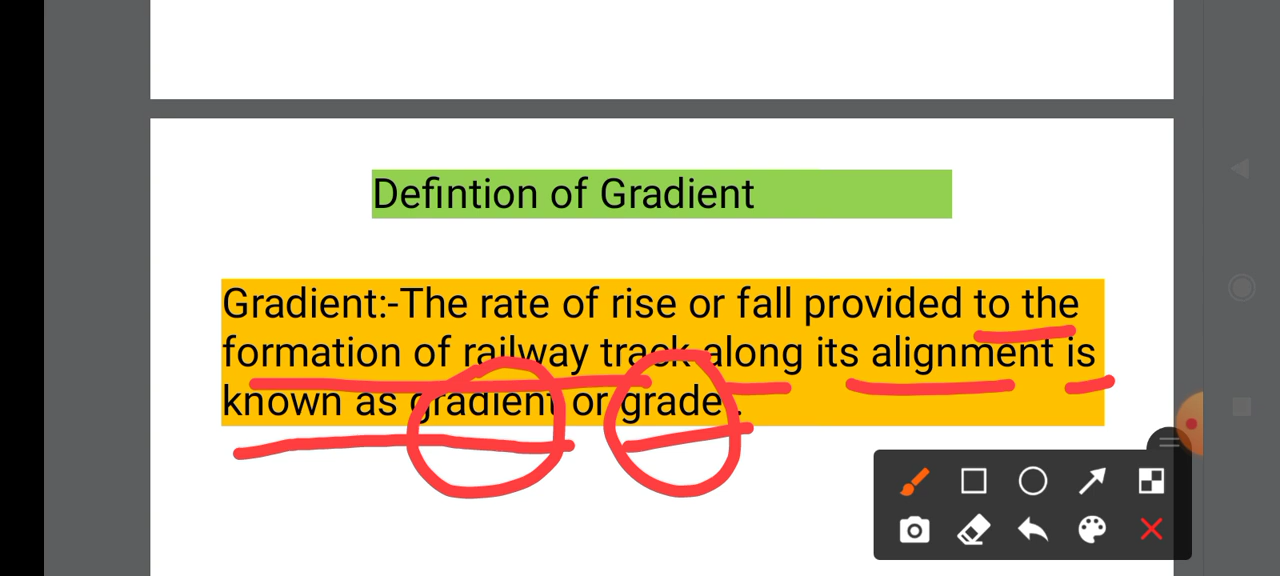 Defintion of Gradient
Gradient:-The rate of rise or fall provided to the
formation of railway track along its alignment is
known as gradient or grade .